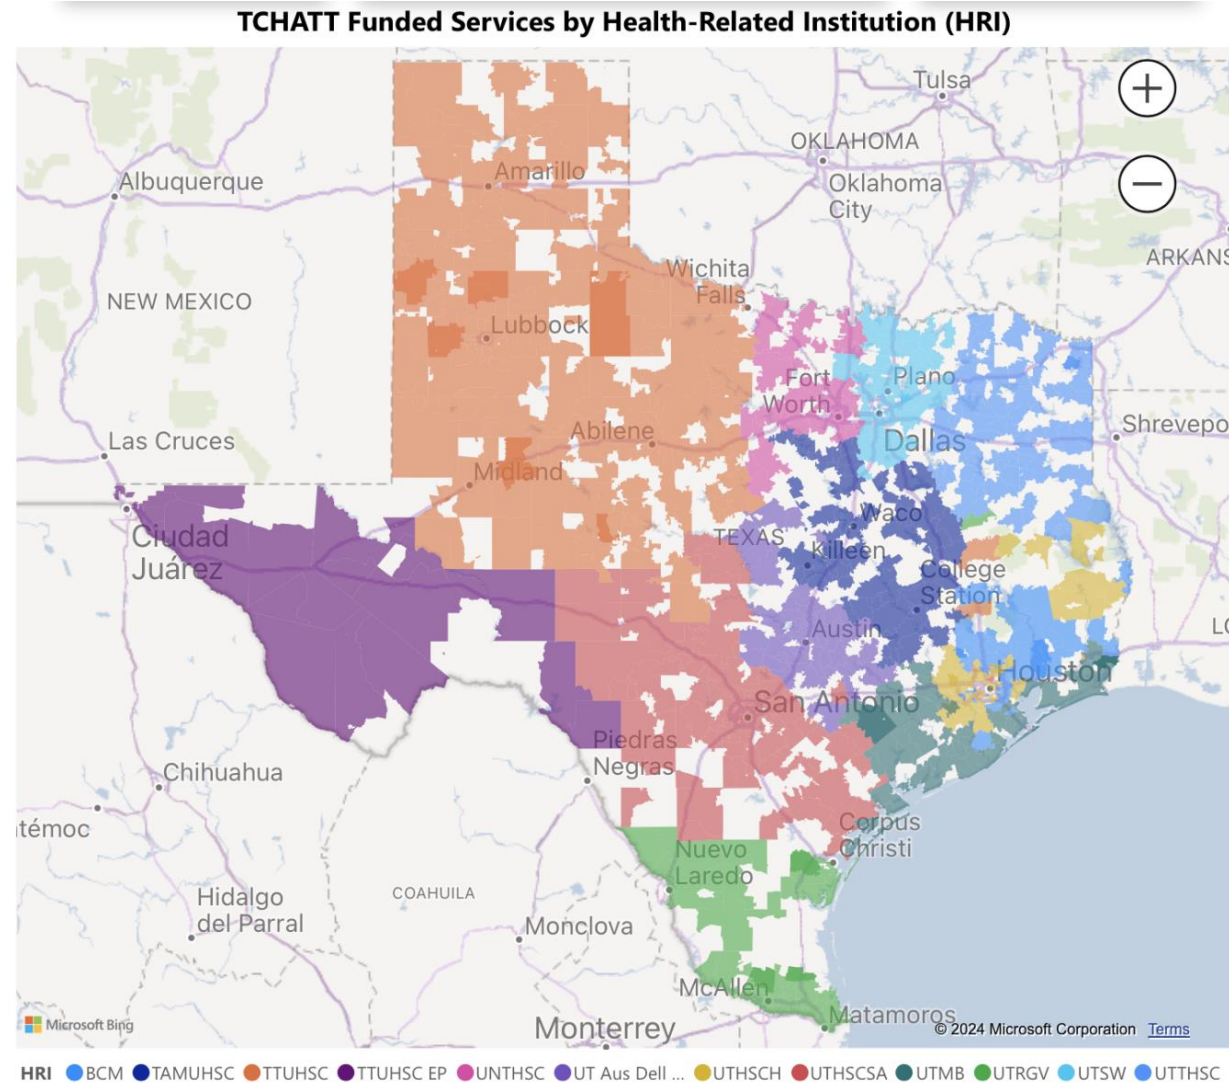 TCHATT Funded Services by Health-Related Institution (HRI)
Tulsa
OKLAHOMA
Albuquerque
Amarillo
Oklahoma
City
ARKANS
Wichita
Falls
NEW MEXICO
Lubbock
Fort
Worth
Plano
Las Cruces
Abilene
Dallas
Shrevepo
Midland
Waco
Ciudad
Juárez
TEXAS
Killeen
College
Station
Austin
LO
Houston
San Antonio
Piedras
Negras
Chihuahua
témoc
Corpus
Christi
Nuevo
Laredo
Hidalgo
del Parral
COAHUILA
Monclova
McAllen
Matamoros
Monterrey
Microsoft Bing
© 2024 Microsoft Corporation Terms
HRI BCM TAMUHSC TTUHSC TTUHSC EP UNTHSC UT Aus Dell ... UTHSCH UTHSCSA UTMB UTRGV UTSW UTTHSC